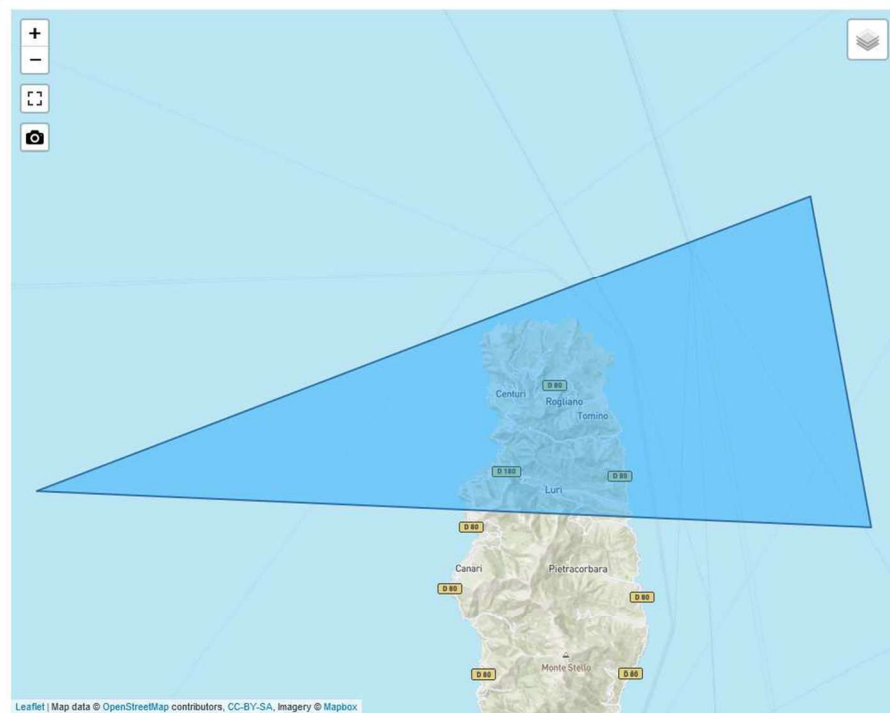 +
−
D 80
Centuri
Rogliano
Tomino
D 180
D 80
Luri
D 80
Canari
Pietracorbara
D 80
D 80
Monte Stello
D 80
D 80
Leaflet | Map data © OpenStreetMap contributors, CC-BY-SA, Imagery © Mapbox